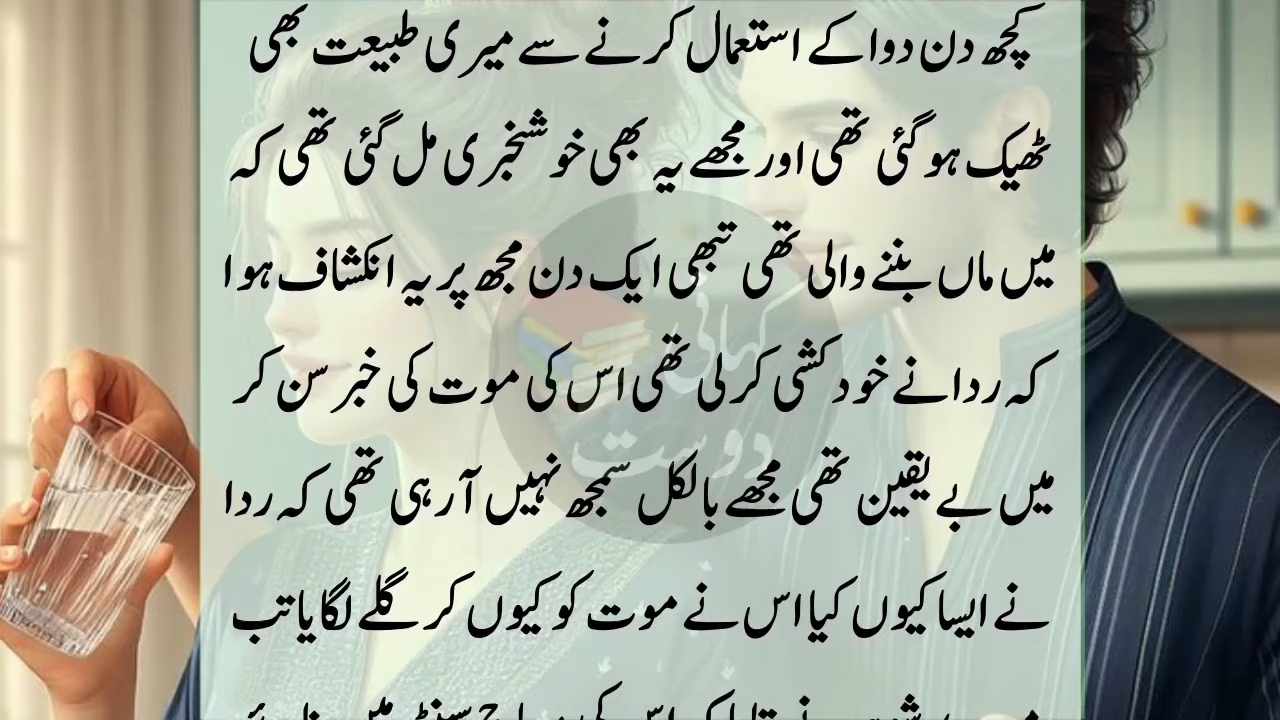 کچھ دن دوا کے استعمال کرنے سے میری طبیعت بھی
ٹھیک ہو گئی تھی اور مجھے یہ بھی خوشخبری مل گئی تھی کہ
میں ماں بننے والی تھی تبھی ایک دن مجھ پر یہ انکشاف ہوا
کہ ردا نے خودکشی کر لی تھی اس کی موت کی خبر سن کر
میں بے یقین تھی مجھے بالکل سمجھ نہیں آ رہی تھی کہ ردا
نے ایسا کیوں کیا اس نے موت کو کیوں کر گلے لگایا تب
کہانی
دوست